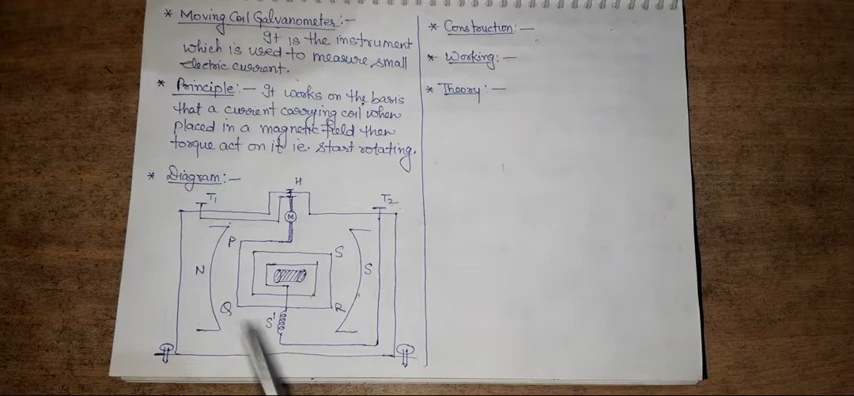 * Moving Coil Galvanometer:-
It is the instrument
which is used to measure small
electric current.
* Principle:- It works on the basis
that a current carrying coil when
placed in a magnetic field then
torque act on it ie. start rotating.
* Diagram:-
H
T1
T2
M
P
S
N
S
Q
R
S'
* Construction:-
* Working:-
* Theory:-